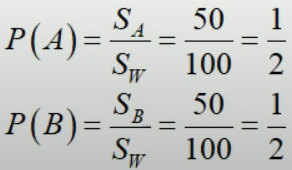 P(A) = S_A / S_W = 50 / 100 = 1 / 2
P(B) = S_B / S_W = 50 / 100 = 1 / 2